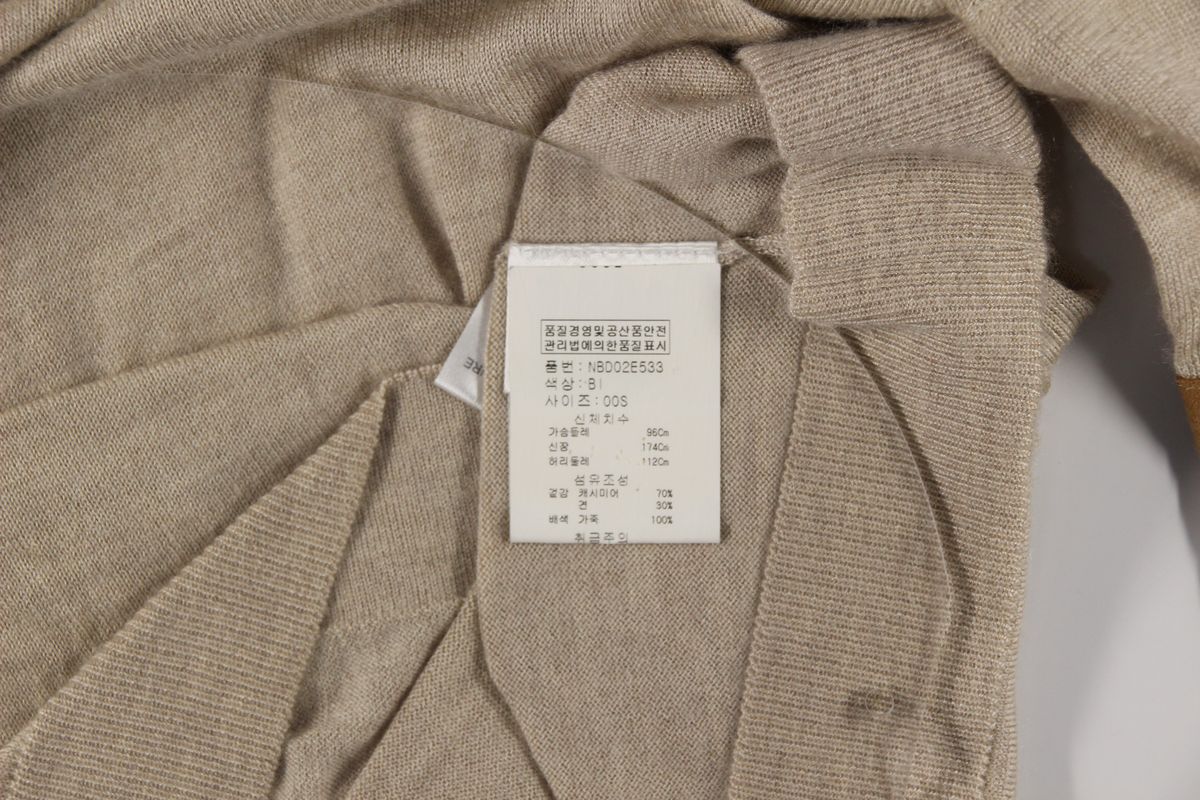 품질경영및공산품안전
관리법에의한품질표시
품번 : NBD02E533
색상 : BI
사이즈 : 00S
신체치수
가슴둘레 96Cm
신장 174Cm
허리둘레 112Cm
섬유조성
겉감 캐시미어 70%
견 30%
배색 가죽 100%
취급주의
RE